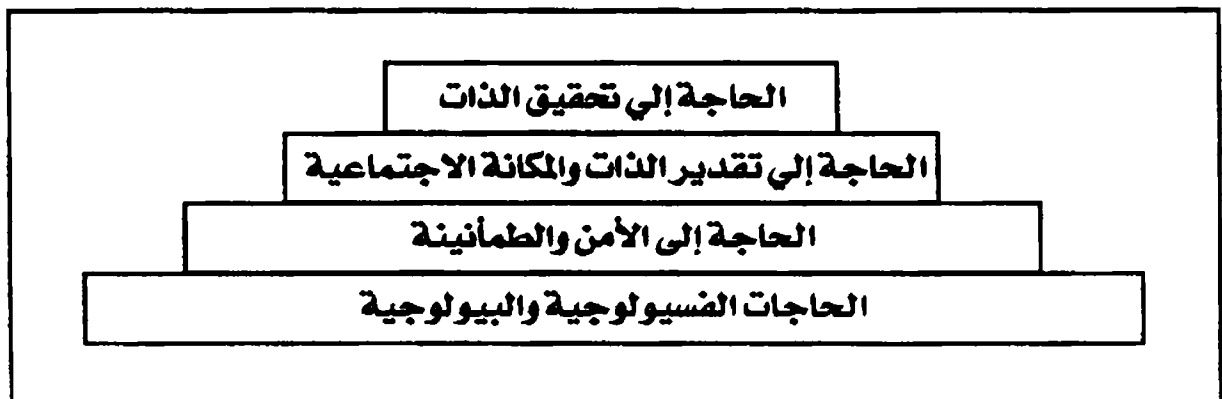 الحاجة إلي تحقيق الذات
الحاجة إلي تقدير الذات والمكانة الاجتماعية
الحاجة إلى الأمن والطمأنينة
الحاجات الفسيولوجية والبيولوجية